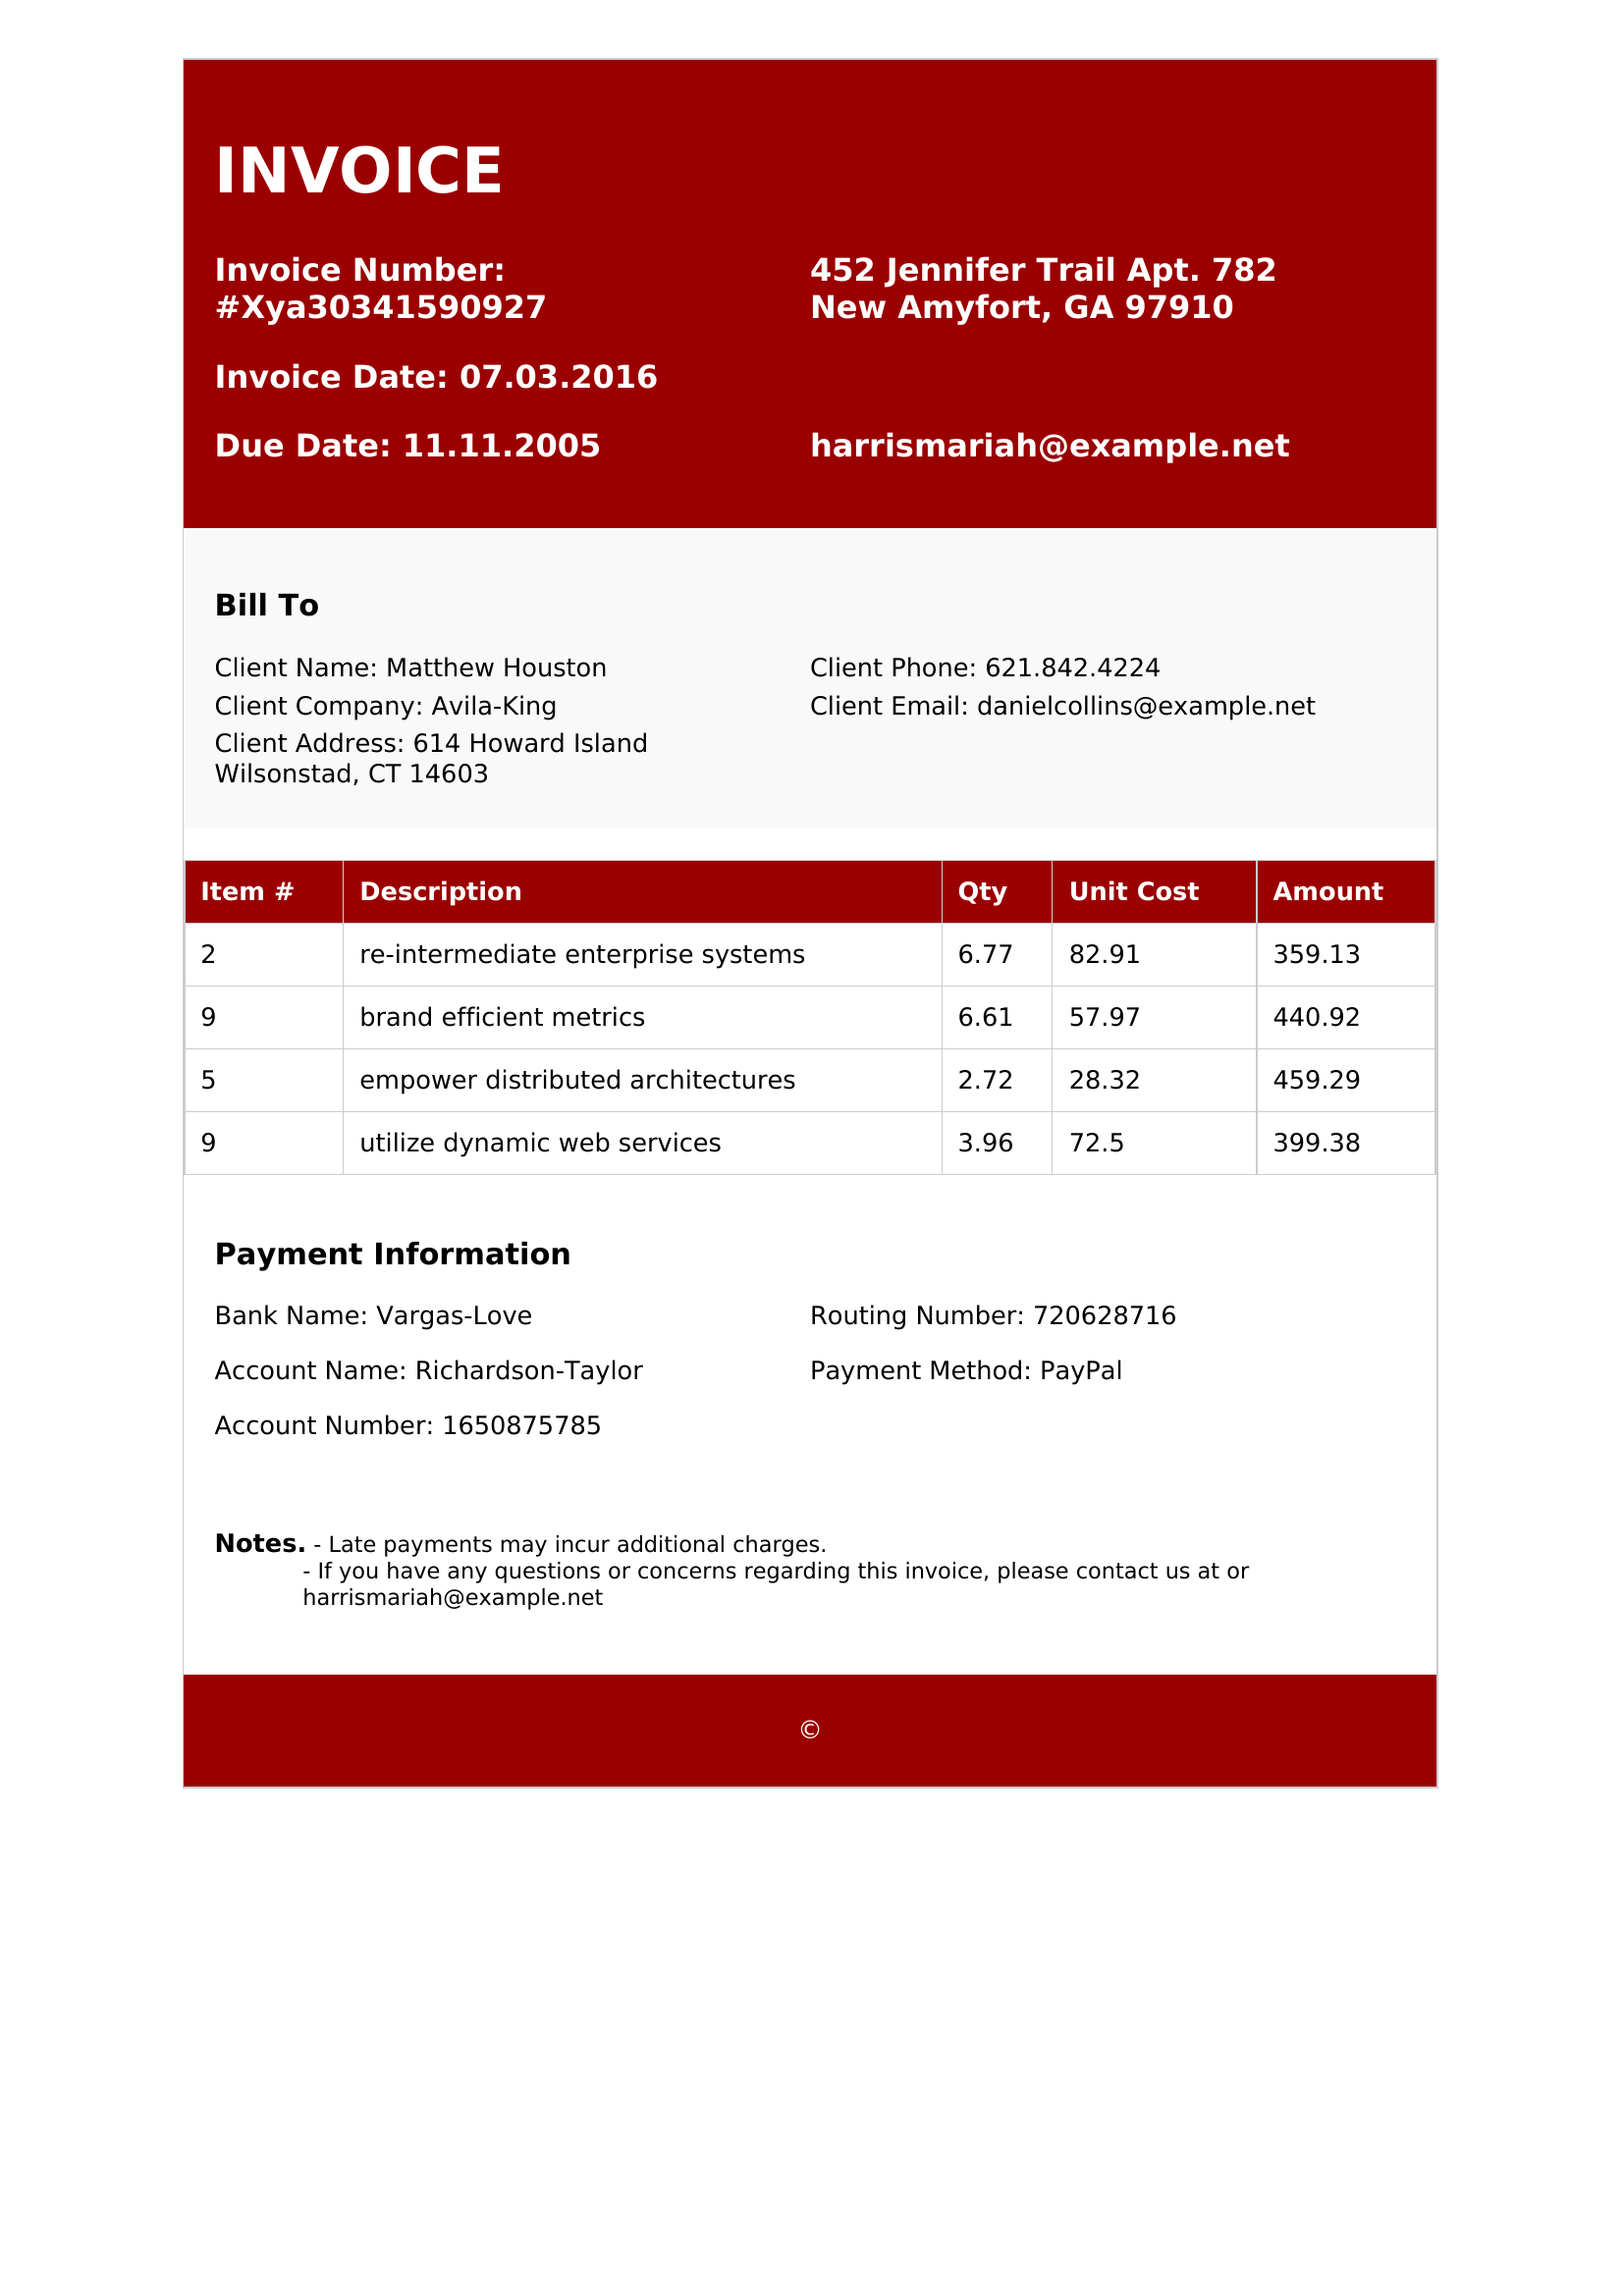 INVOICE
Invoice Number:
#Xya30341590927
452 Jennifer Trail Apt. 782
New Amyfort, GA 97910
Invoice Date: 07.03.2016
Due Date: 11.11.2005
harrismariah@example.net
Bill To
Client Name: Matthew Houston
Client Company: Avila-King
Client Address: 614 Howard Island
Wilsonstad, CT 14603
Client Phone: 621.842.4224
Client Email: danielcollins@example.net
Item # Description Qty Unit Cost Amount
2 re-intermediate enterprise systems 6.77 82.91 359.13
9 brand efficient metrics 6.61 57.97 440.92
5 empower distributed architectures 2.72 28.32 459.29
9 utilize dynamic web services 3.96 72.5 399.38
Payment Information
Bank Name: Vargas-Love
Account Name: Richardson-Taylor
Account Number: 1650875785
Routing Number: 720628716
Payment Method: PayPal
Notes. - Late payments may incur additional charges.
- If you have any questions or concerns regarding this invoice, please contact us at or
harrismariah@example.net
©